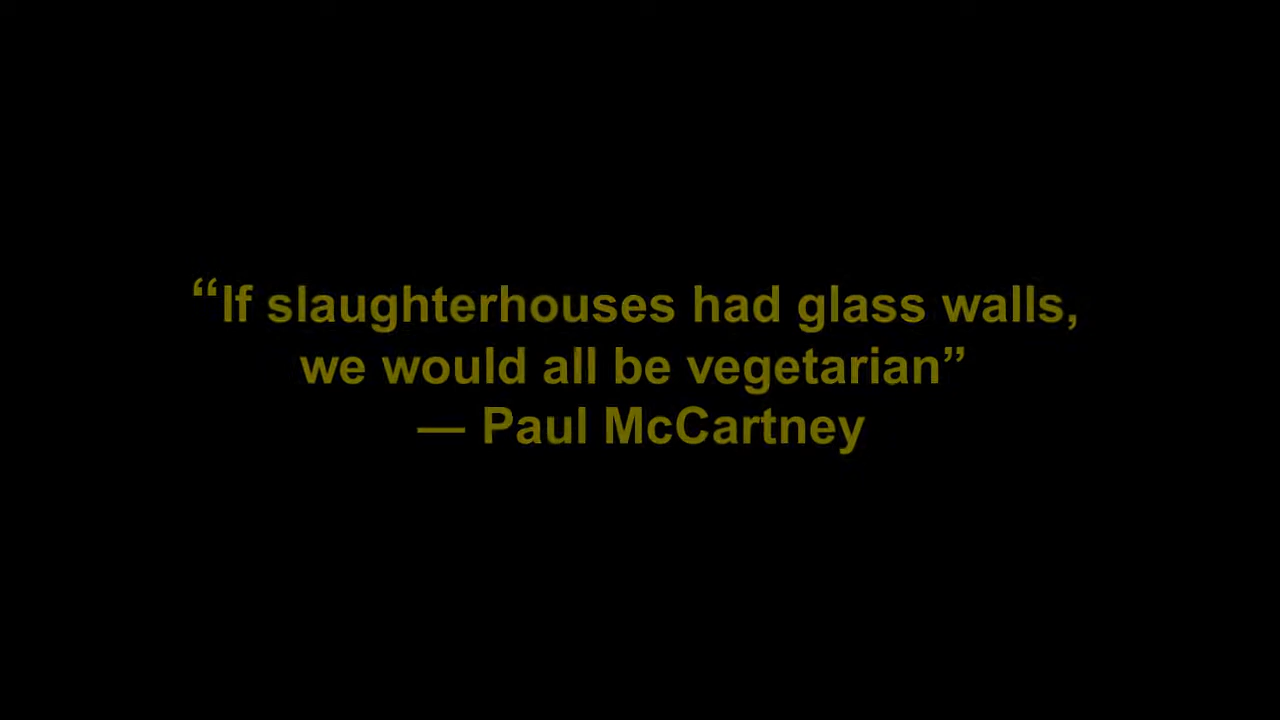 “If slaughterhouses had glass walls,
we would all be vegetarian”
— Paul McCartney